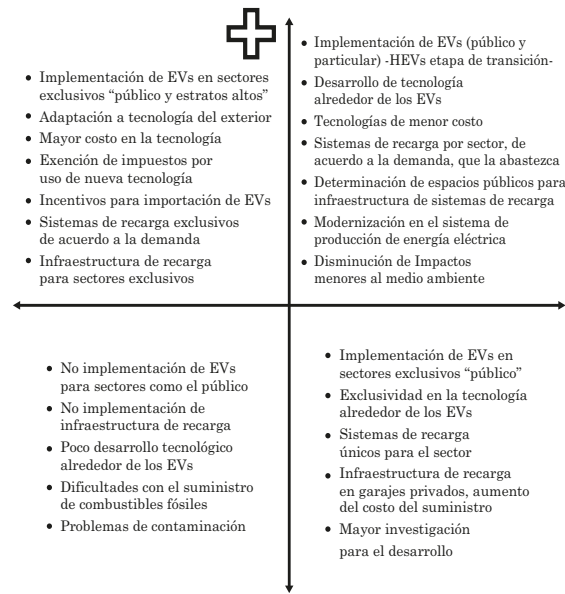 • Implementación de EVs en sectores
exclusivos “público y estratos altos”
• Adaptación a tecnología del exterior
• Mayor costo en la tecnología
• Exención de impuestos por
uso de nueva tecnología
• Incentivos para importación de EVs
• Sistemas de recarga exclusivos
de acuerdo a la demanda
• Infraestructura de recarga
para sectores exclusivos
• Implementación de EVs (público y
particular) -HEVs etapa de transición-
• Desarrollo de tecnología
alrededor de los EVs
• Tecnologías de menor costo
• Sistemas de recarga por sector, de
acuerdo a la demanda, que la abastezca
• Determinación de espacios públicos para
infraestructura de sistemas de recarga
• Modernización en el sistema de
producción de energía eléctrica
• Disminución de Impactos
menores al medio ambiente
• No implementación de EVs
para sectores como el público
• No implementación de
infraestructura de recarga
• Poco desarrollo tecnológico
alrededor de los EVs
• Dificultades con el suministro
de combustibles fósiles
• Problemas de contaminación
• Implementación de EVs en
sectores exclusivos “público”
• Exclusividad en la tecnología
alrededor de los EVs
• Sistemas de recarga
únicos para el sector
• Infraestructura de recarga
en garajes privados, aumento
del costo del suministro
• Mayor investigación
para el desarrollo